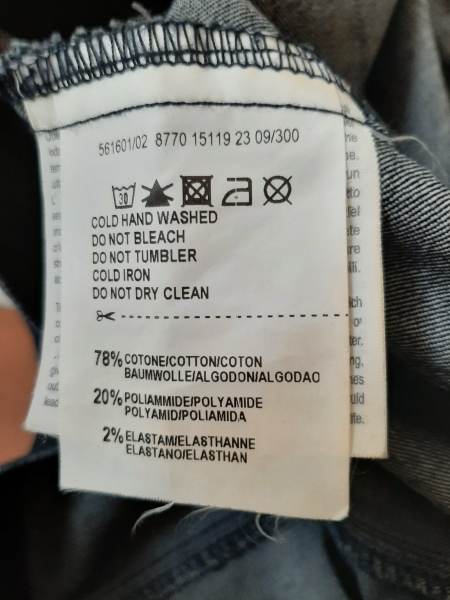 561601/02 8770 15119 23 09/300
30
COLD HAND WASHED
DO NOT BLEACH
DO NOT TUMBLER
COLD IRON
DO NOT DRY CLEAN
78% COTONE/COTTON/COTON
BAUMWOLLE/ALGODON/ALGODAO
20% POLIAMMIDE/POLYAMIDE
POLYAMID/POLIAMIDA
2% ELASTAM/ELASTHANNE
ELASTANO/ELASTHAN